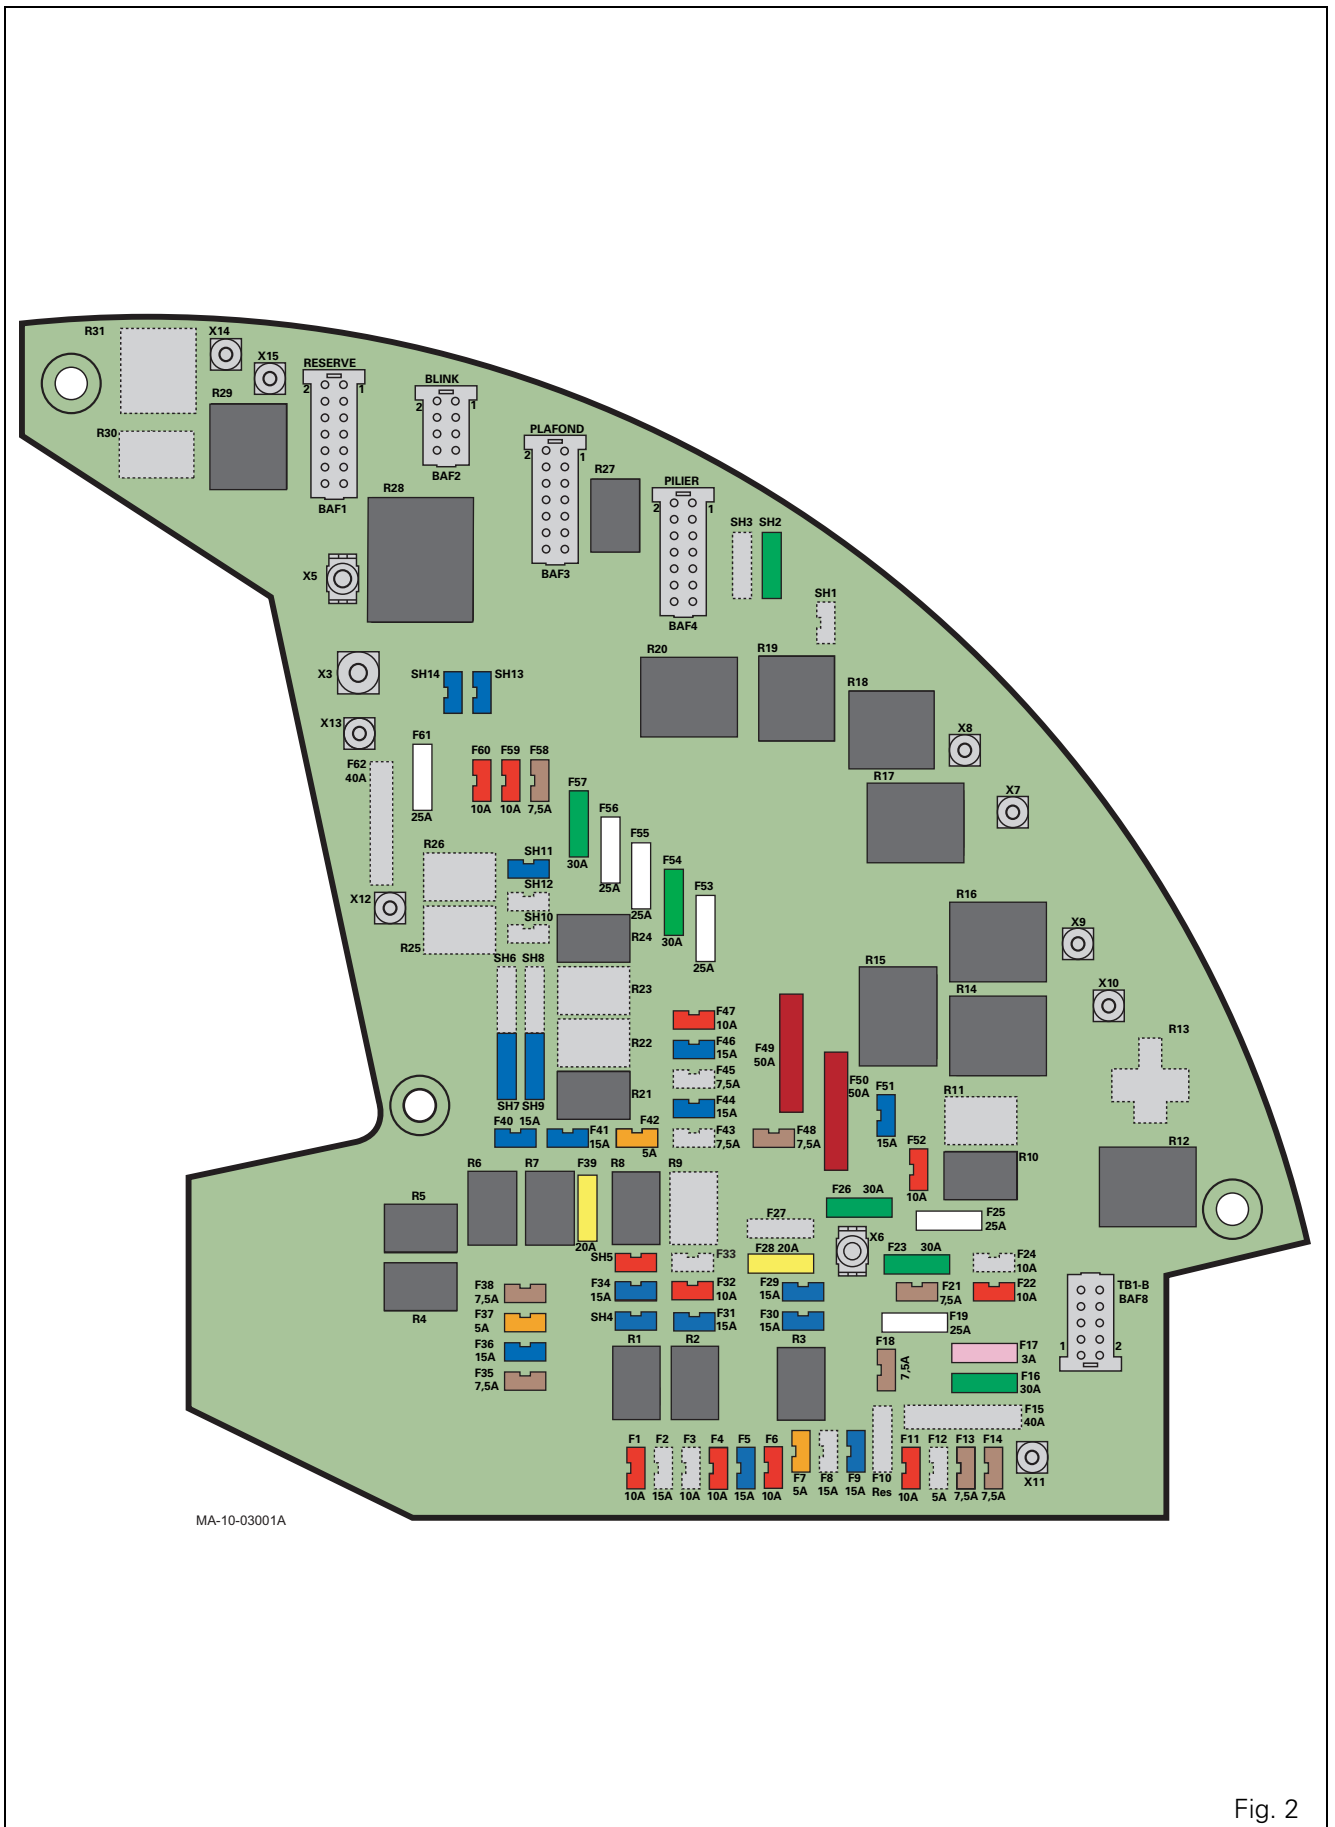 R31
X14
X15
RESERVE
2 1
R29
BLINK
2 1
R30
PLAFOND
2 1
BAF2
R27
PILIER
2 1
R28
BAF1
SH3 SH2
X5
BAF3
SH1
BAF4
R20
R19
X3
SH14
SH13
R18
X13
F61
X8
F62
40A
F60 F59 F58
R17
F57
X7
10A 10A 7,5A
25A
F56
F55
R26
SH11
F54
30A
SH12
25A
F53
X12
R16
SH10
25A
X9
R25
R24
30A
SH6 SH8
25A
R15
R23
X10
F47
10A
R13
F46
15A
R22
F49
50A
F45
7,5A
F50
50A
F51
R11
R21
F44
15A
SH7 SH9
F40 15A
F41
15A
F42
5A
F43
7,5A
F48
7,5A
15A
F52
R12
R10
R6
R7
F39
R8
R9
10A
F26 30A
R5
F27
F25
25A
X6
20A
SH5
F33
F28 20A
F23 30A
F24
10A
F38
7,5A
F34
15A
F32
10A
F29
15A
F21
7,5A
F22
10A
TB1-B
BAF8
F37
5A
SH4
F31
15A
F30
15A
F19
25A
R4
F36
15A
R1
R2
R3
F18
7,5A
F17
3A
1 2
F35
7,5A
F16
30A
F15
40A
F1 F2 F3 F4 F5 F6
F11 F12 F13 F14
F7 F8 F9 F10
X11
10A 15A 10A 10A 15A 10A
5A 15A 15A Res
10A 5A 7,5A 7,5A
MA-10-03001A
Fig. 2